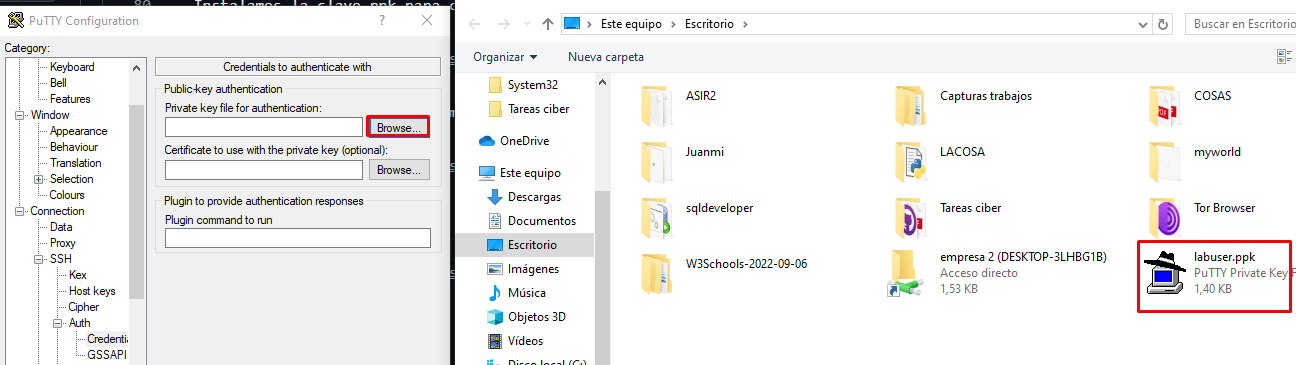 80 Instalamos la clave ppk para
PuTTY Configuration
?
Category:
Keyboard
Bell
Features
Window
Appearance
Behaviour
Translation
Selection
Colours
Connection
Data
Proxy
SSH
Kex
Host keys
Cipher
Auth
Credenti
GSSAPI
Credentials to authenticate with
Public-key authentication
Private key file for authentication:
Browse...
Certificate to use with the private key (optional):
Browse...
Plugin to provide authentication responses
Plugin command to run
Este equipo > Escritorio >
Buscar en Escritorio
Organizar
Nueva carpeta
System32
Tareas ciber
OneDrive
Este equipo
Descargas
Documentos
Escritorio
Imágenes
Música
Objetos 3D
Vídeos
Disco local (C:)
ASIR2
Capturas trabajos
COSAS
Juanmi
LACOSA
myworld
sqldeveloper
Tareas ciber
Tor Browser
W3Schools-2022-09-06
empresa 2 (DESKTOP-3LHBG1B)
Acceso directo
1,53 KB
labuser.ppk
PuTTY Private Key F
1,40 KB